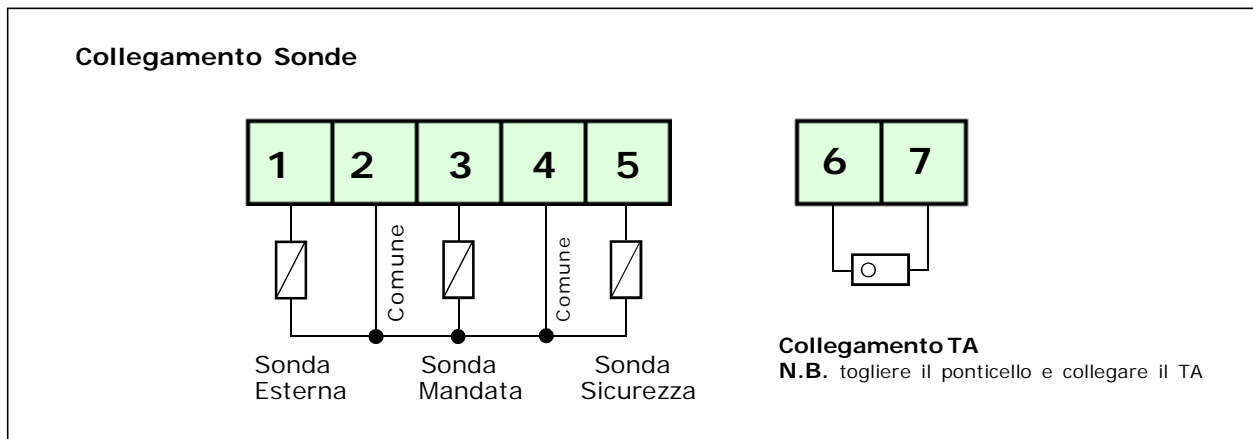 Collegamento Sonde
1 2 3 4 5
6 7
Comune
Comune
Sonda Esterna
Sonda Mandata
Sonda Sicurezza
Collegamento TA
N.B. togliere il ponticello e collegare il TA